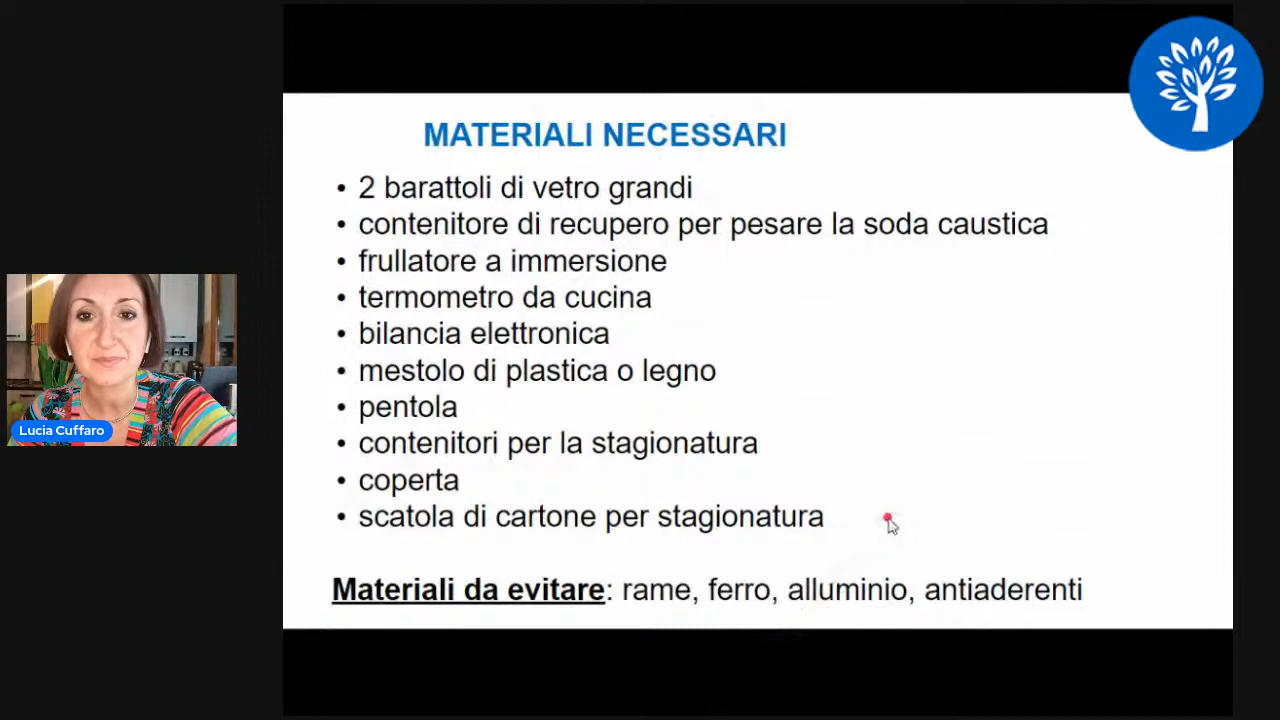 MATERIALI NECESSARI
• 2 barattoli di vetro grandi
• contenitore di recupero per pesare la soda caustica
• frullatore a immersione
• termometro da cucina
• bilancia elettronica
• mestolo di plastica o legno
• pentola
• contenitori per la stagionatura
• coperta
• scatola di cartone per stagionatura
Materiali da evitare: rame, ferro, alluminio, antiaderenti
Lucia Cuffaro